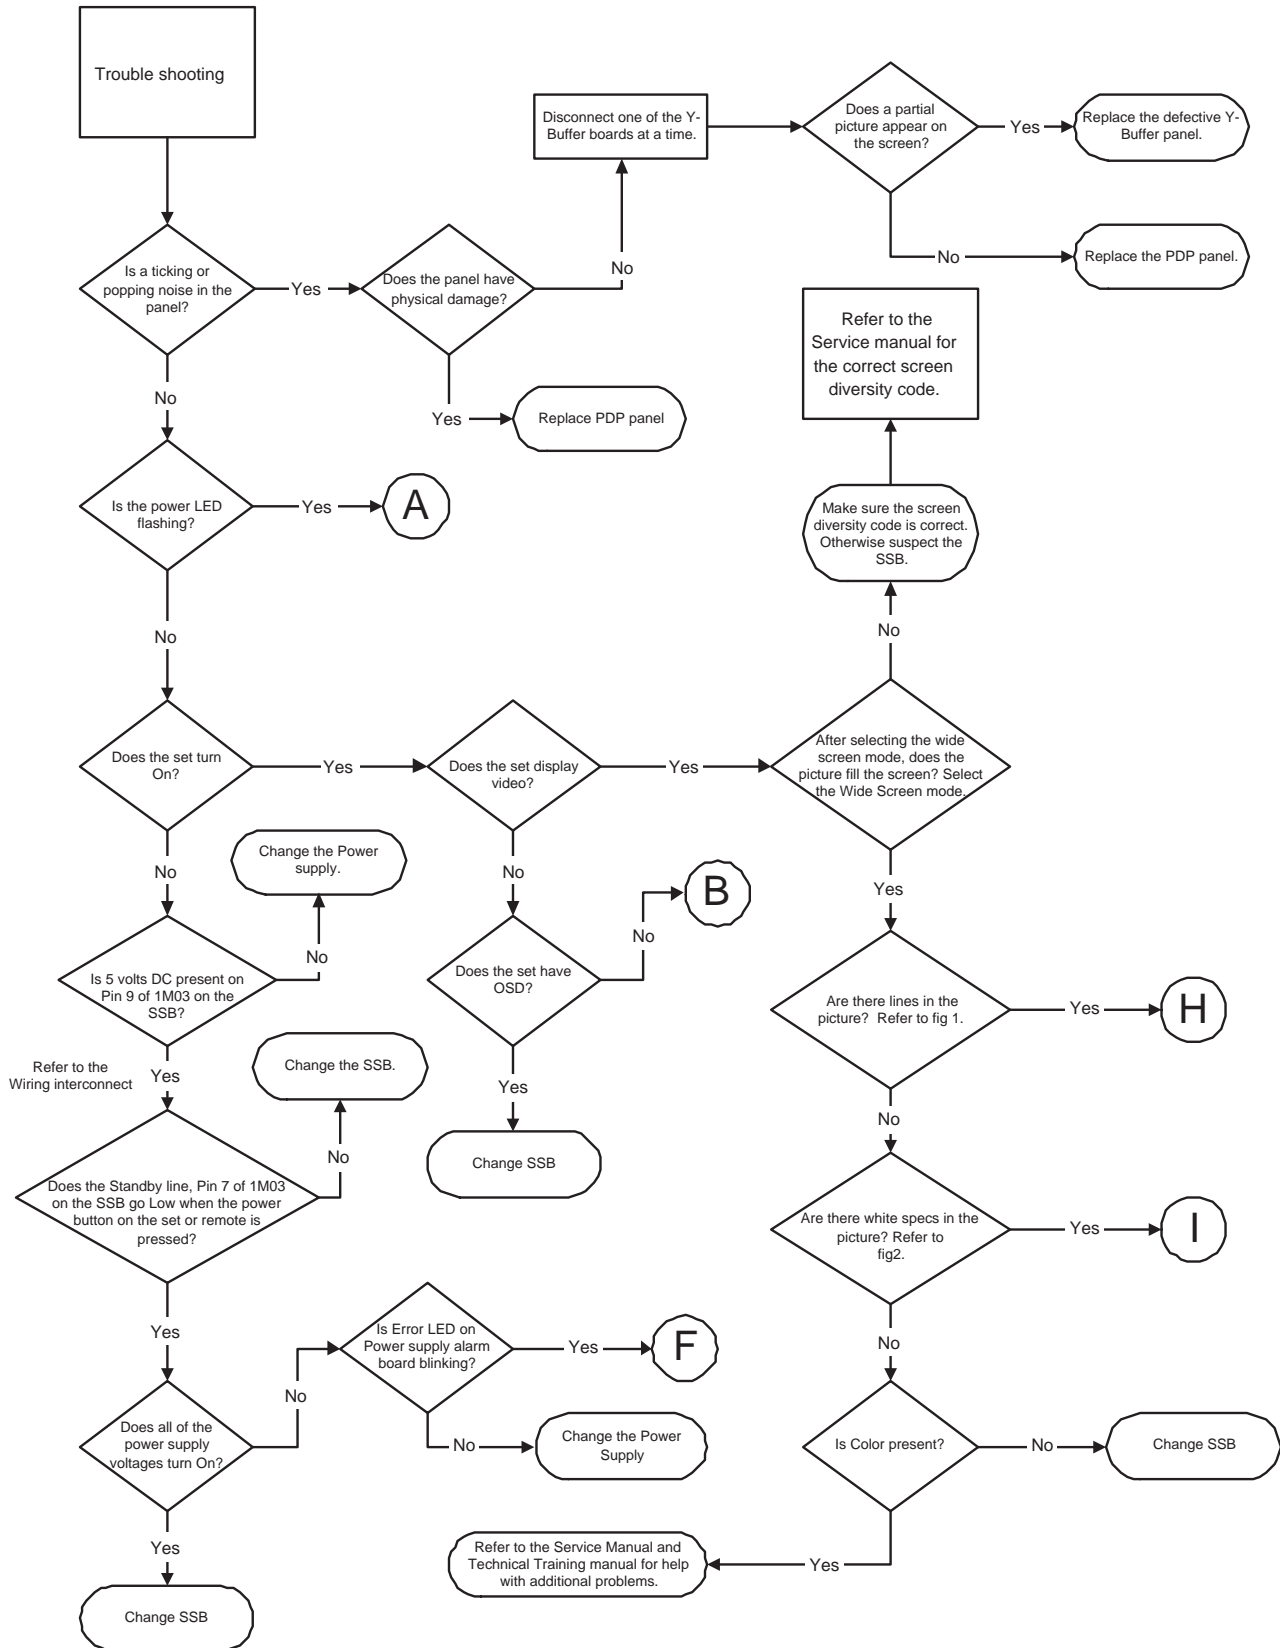 Trouble shooting
Disconnect one of the Y-
Buffer boards at a time.
Does a partial
picture appear on
the screen?
Yes
Replace the defective Y-
Buffer panel.
No
Replace the PDP panel.
Is a ticking or
popping noise in the
panel?
Yes
Does the panel have
physical damage?
No
Yes
Replace PDP panel
No
Refer to the
Service manual for
the correct screen
diversity code.
Is the power LED
flashing?
Yes
A
Make sure the screen
diversity code is correct.
Otherwise suspect the
SSB.
No
No
Does the set turn
On?
Yes
Does the set display
video?
Yes
After selecting the wide
screen mode, does the
picture fill the screen? Select
the Wide Screen mode.
No
Change the Power
supply.
No
No
B
No
Yes
Is 5 volts DC present on
Pin 9 of 1M03 on the
SSB?
Does the set have
OSD?
Are there lines in the
picture?  Refer to fig 1.
Yes
H
Refer to the
Wiring interconnect
Yes
Change the SSB.
No
Yes
Change SSB
No
Does the Standby line, Pin 7 of 1M03
on the SSB go Low when the power
button on the set or remote is
pressed?
Are there white specs in the
picture? Refer to
fig2.
Yes
I
Yes
Is Error LED on
Power supply alarm
board blinking?
Yes
F
No
No
Does all of the
power supply
voltages turn On?
No
Change the Power
Supply
Is Color present?
No
Change SSB
Yes
Change SSB
Refer to the Service Manual and
Technical Training manual for help
with additional problems.
Yes